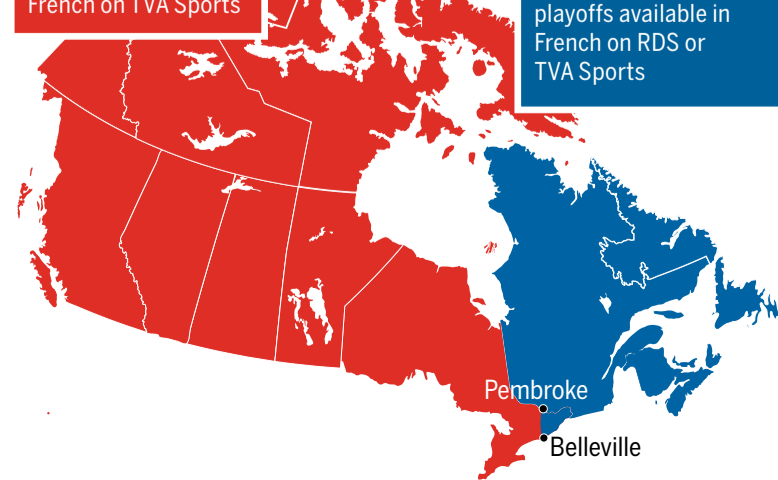 French on TVA Sports
playoffs available in
French on RDS or
TVA Sports
Pembroke
Belleville